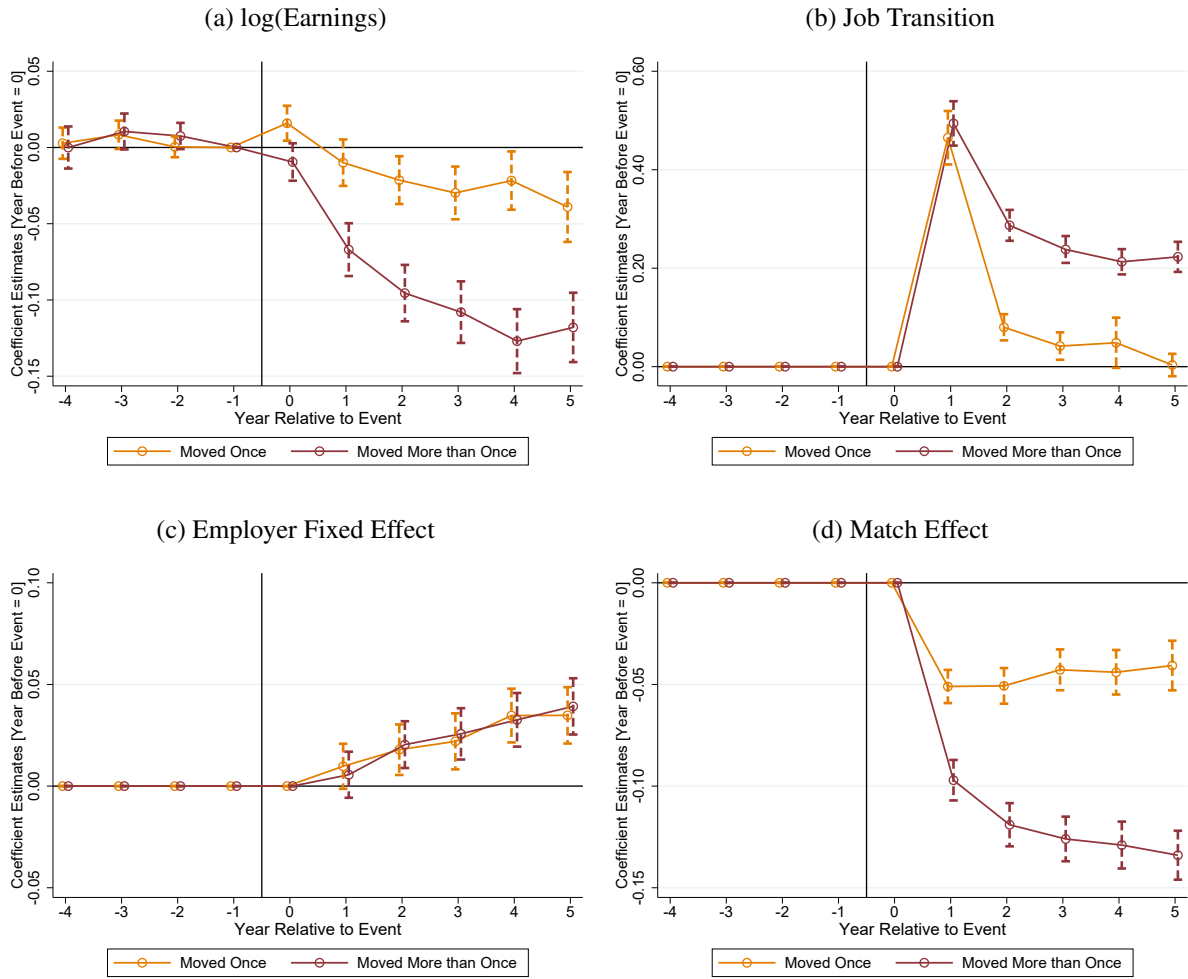 (a) log(Earnings)
Coefficient Estimates [Year Before Event = 0]
0.05
0.00
-0.05
-0.10
-0.15
-4 -3 -2 -1 0 1 2 3 4 5
Year Relative to Event
Moved Once Moved More than Once
(b) Job Transition
Coefficient Estimates [Year Before Event = 0]
0.60
0.40
0.20
0.00
-4 -3 -2 -1 0 1 2 3 4 5
Year Relative to Event
Moved Once Moved More than Once
(c) Employer Fixed Effect
Coefficient Estimates [Year Before Event = 0]
0.10
0.05
0.00
-0.05
-4 -3 -2 -1 0 1 2 3 4 5
Year Relative to Event
Moved Once Moved More than Once
(d) Match Effect
Coefficient Estimates [Year Before Event = 0]
0.00
-0.05
-0.10
-0.15
-4 -3 -2 -1 0 1 2 3 4 5
Year Relative to Event
Moved Once Moved More than Once